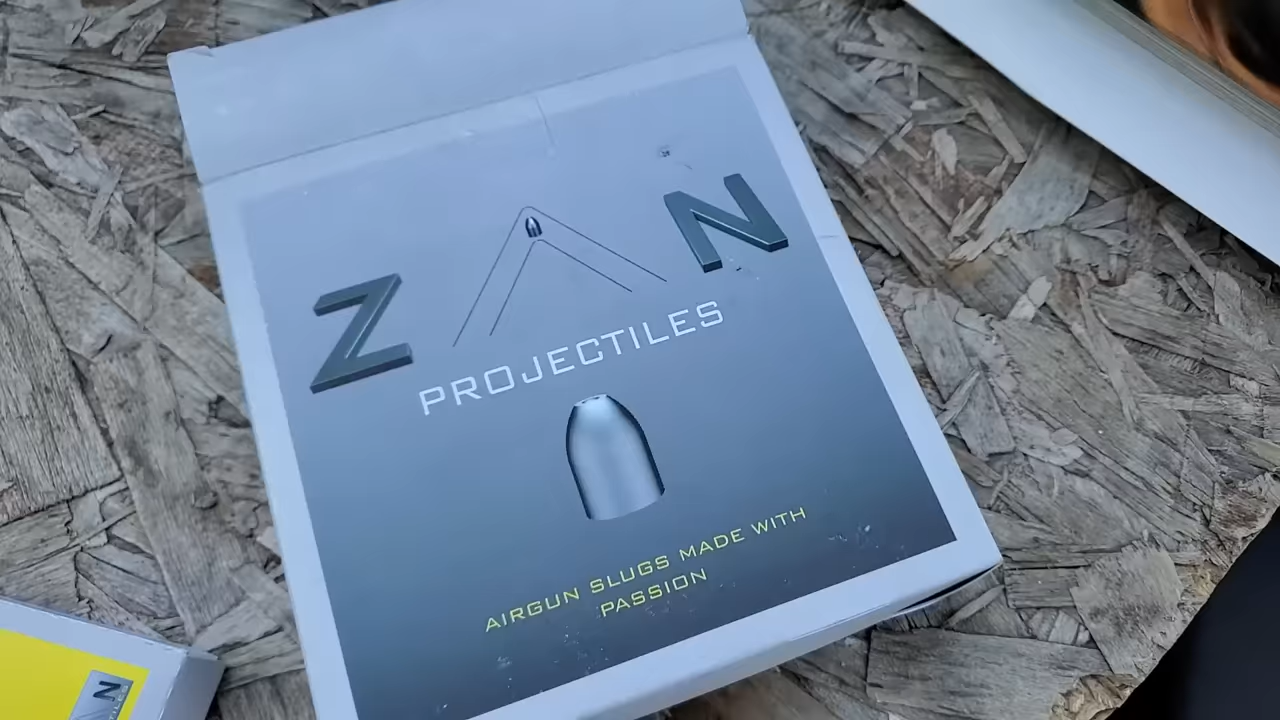 ZAN
PROJECTILES
AIRGUN SLUGS MADE WITH
PASSION
N